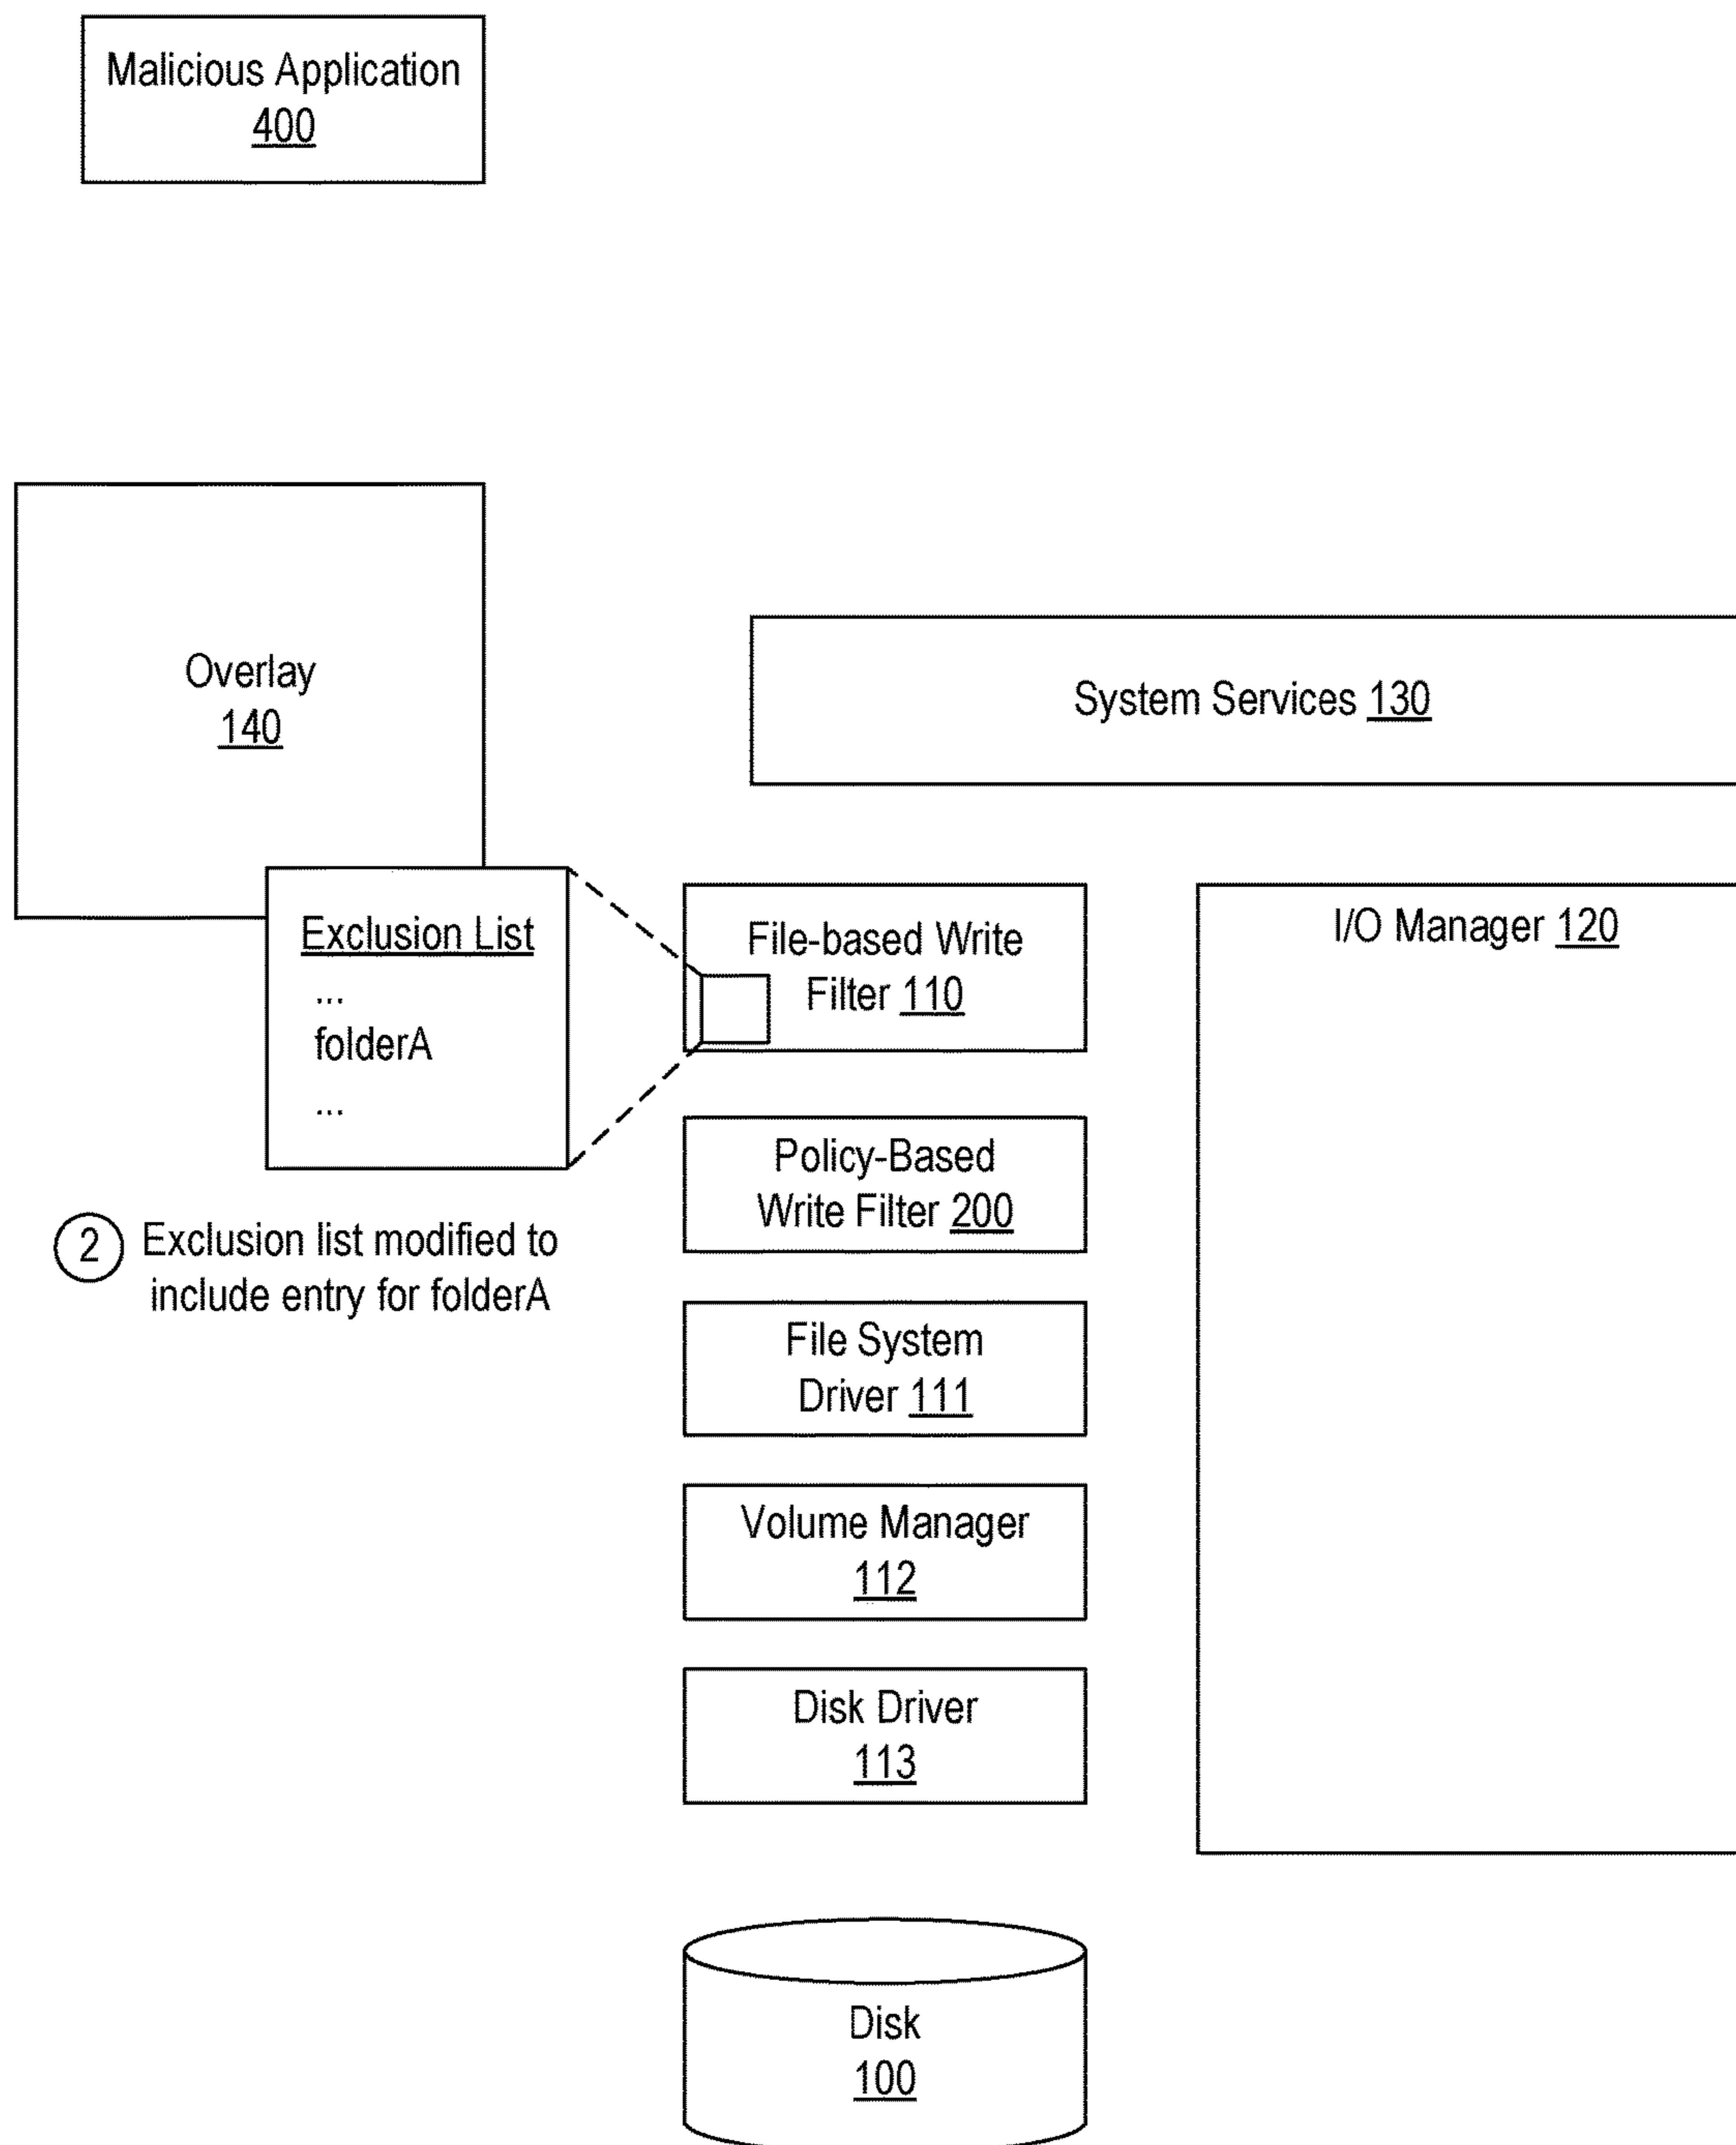 Malicious Application
400
Overlay
140
System Services 130
Exclusion List
...
folderA
...
File-based Write
Filter 110
I/O Manager 120
Policy-Based
Write Filter 200
2 Exclusion list modified to
include entry for folderA
File System
Driver 111
Volume Manager
112
Disk Driver
113
Disk
100